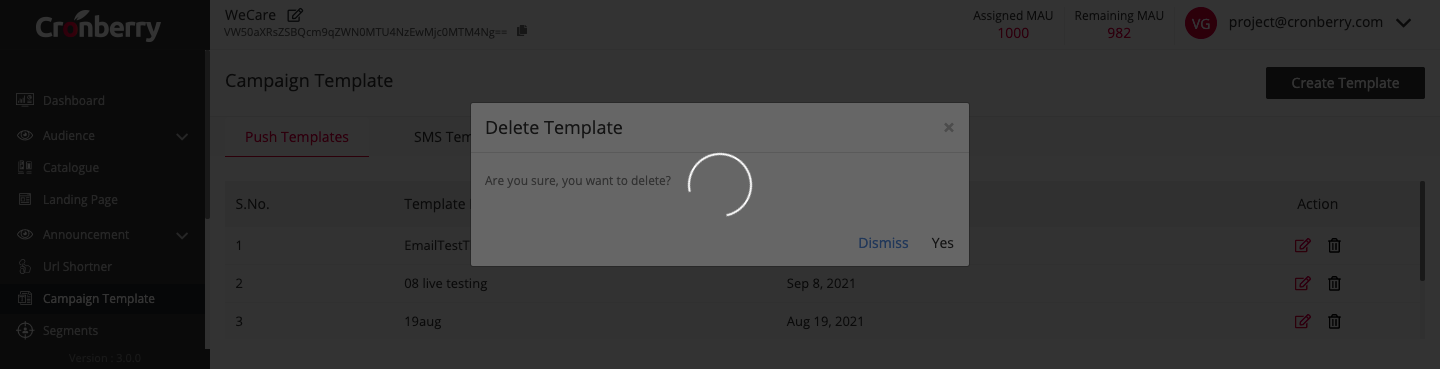 Cronberry
WeCare
VW50aXRsZSBQcm9qZWN0MTU4NzEwMjc0MTM4Ng==
Assigned MAU
1000
Remaining MAU
982
VG
project@cronberry.com
Campaign Template
Create Template
Dashboard
Audience
Catalogue
Landing Page
Announcement
Url Shortner
Campaign Template
Segments
Version : 3.0.0
Push Templates
SMS Tem
Delete Template
×
Are you sure, you want to delete?
Dismiss
Yes
S.No.
Template
Action
1
EmailTestT
2
08 live testing
Sep 8, 2021
3
19aug
Aug 19, 2021